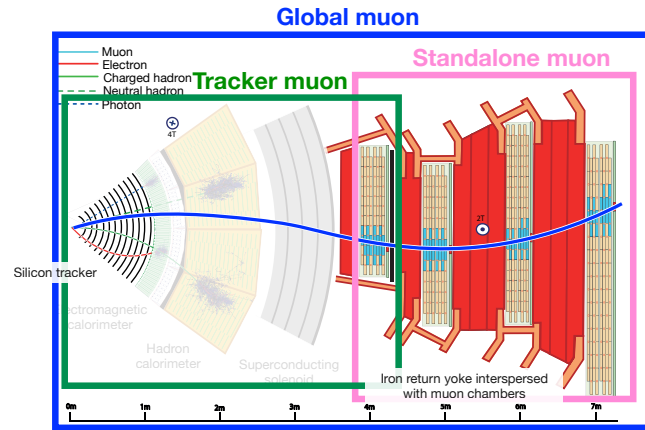 Global muon
Muon
Electron
Charged hadron
Neutral hadron
Photon
Tracker muon
Standalone muon
4T
2T
Silicon tracker
ectromagnetic
calorimeter
Hadron
calorimeter
Superconducting
solenoid
Iron return yoke interspersed
with muon chambers
0m 1m 2m 3m 4m 5m 6m 7m